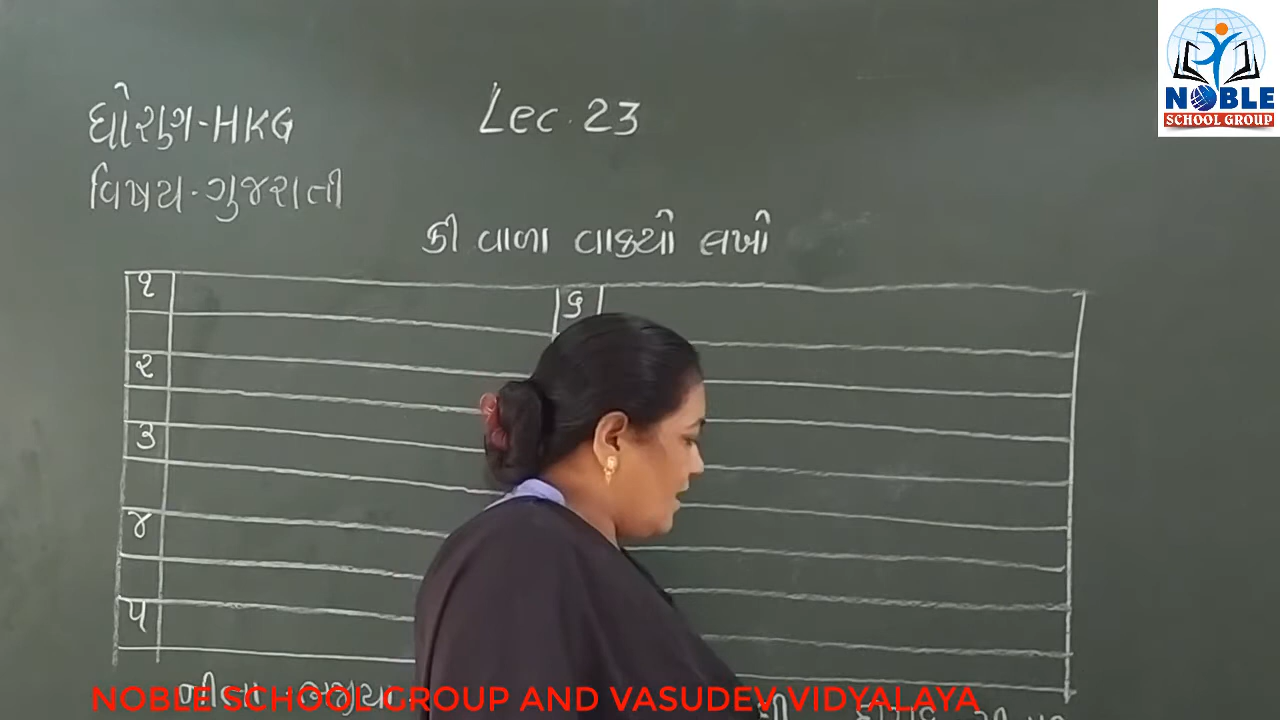 ધોરણ-HKG
Lec. 23
NOBLE
SCHOOL GROUP
વિષય-ગુજરાતી
કી વાળા વાક્યો લખો
૧
૬
૨
૩
૪
૫
NOBLE SCHOOL GROUP AND VASUDEV VIDYALAYA